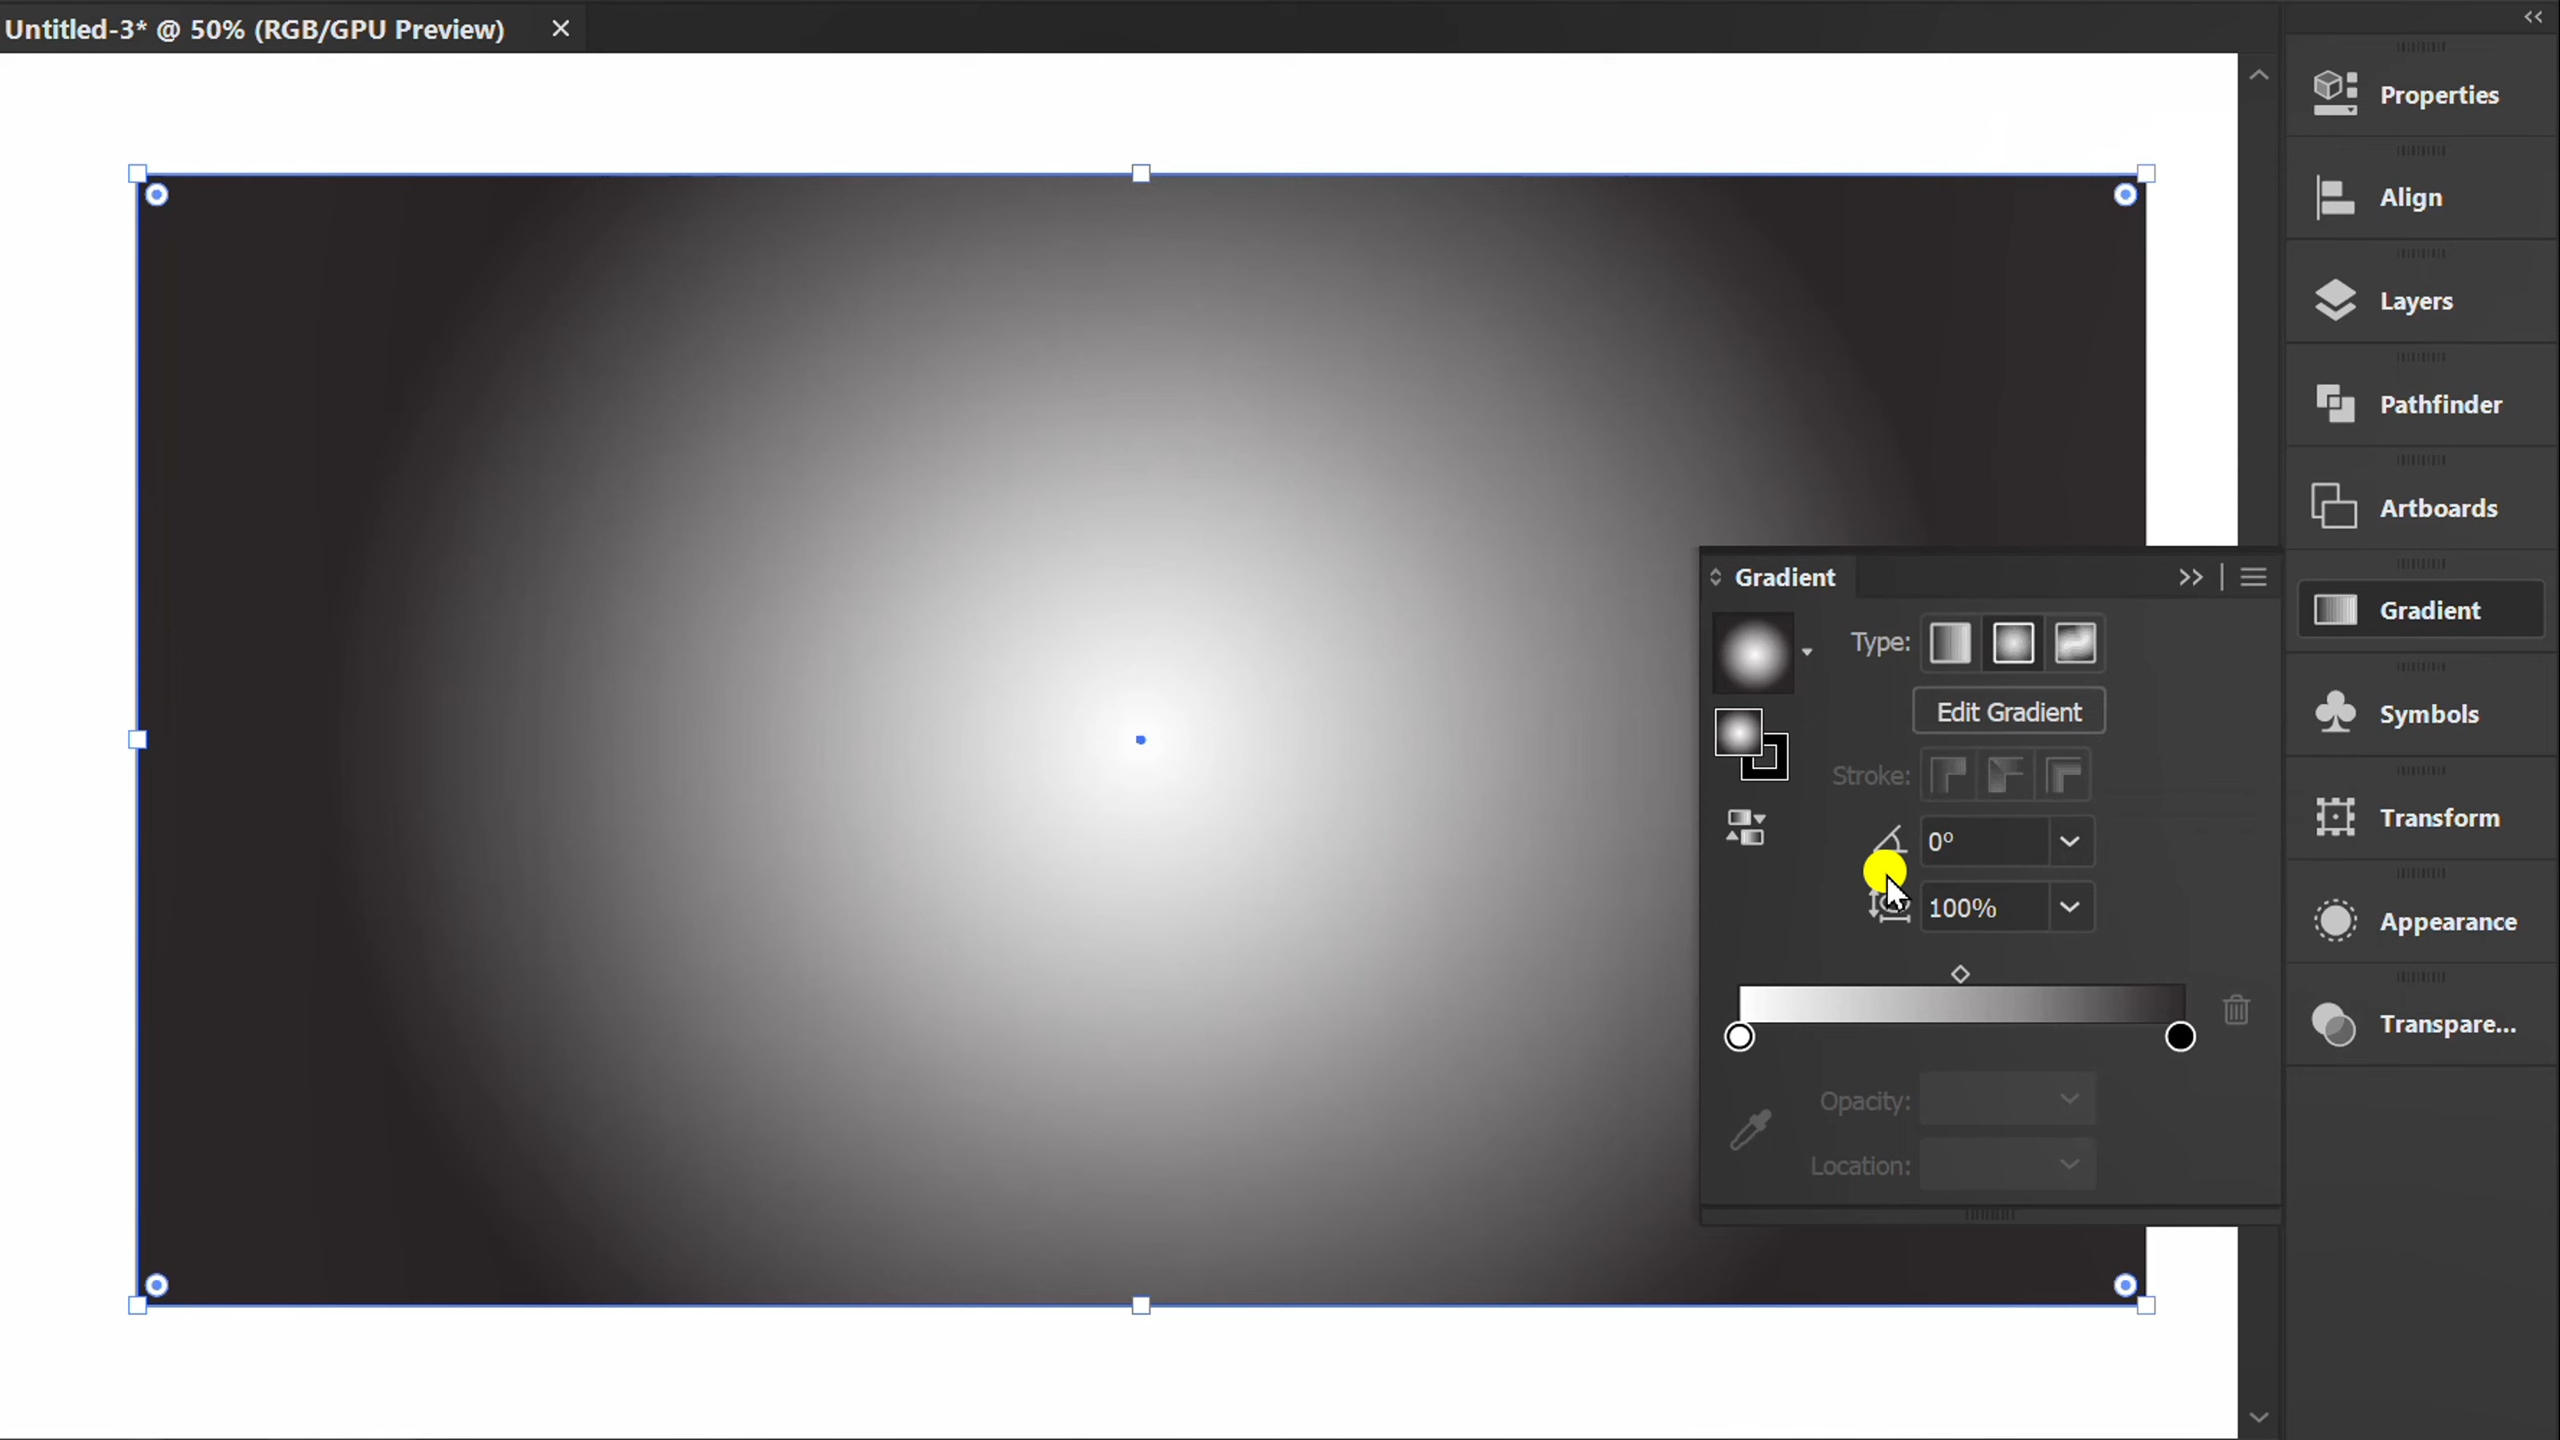 Untitled-3* @ 50% (RGB/GPU Preview)
Properties
Align
Layers
Pathfinder
Artboards
Gradient
Symbols
Transform
Appearance
Transpare...
Gradient
Type:
Edit Gradient
Stroke:
0°
100%
Opacity:
Location: